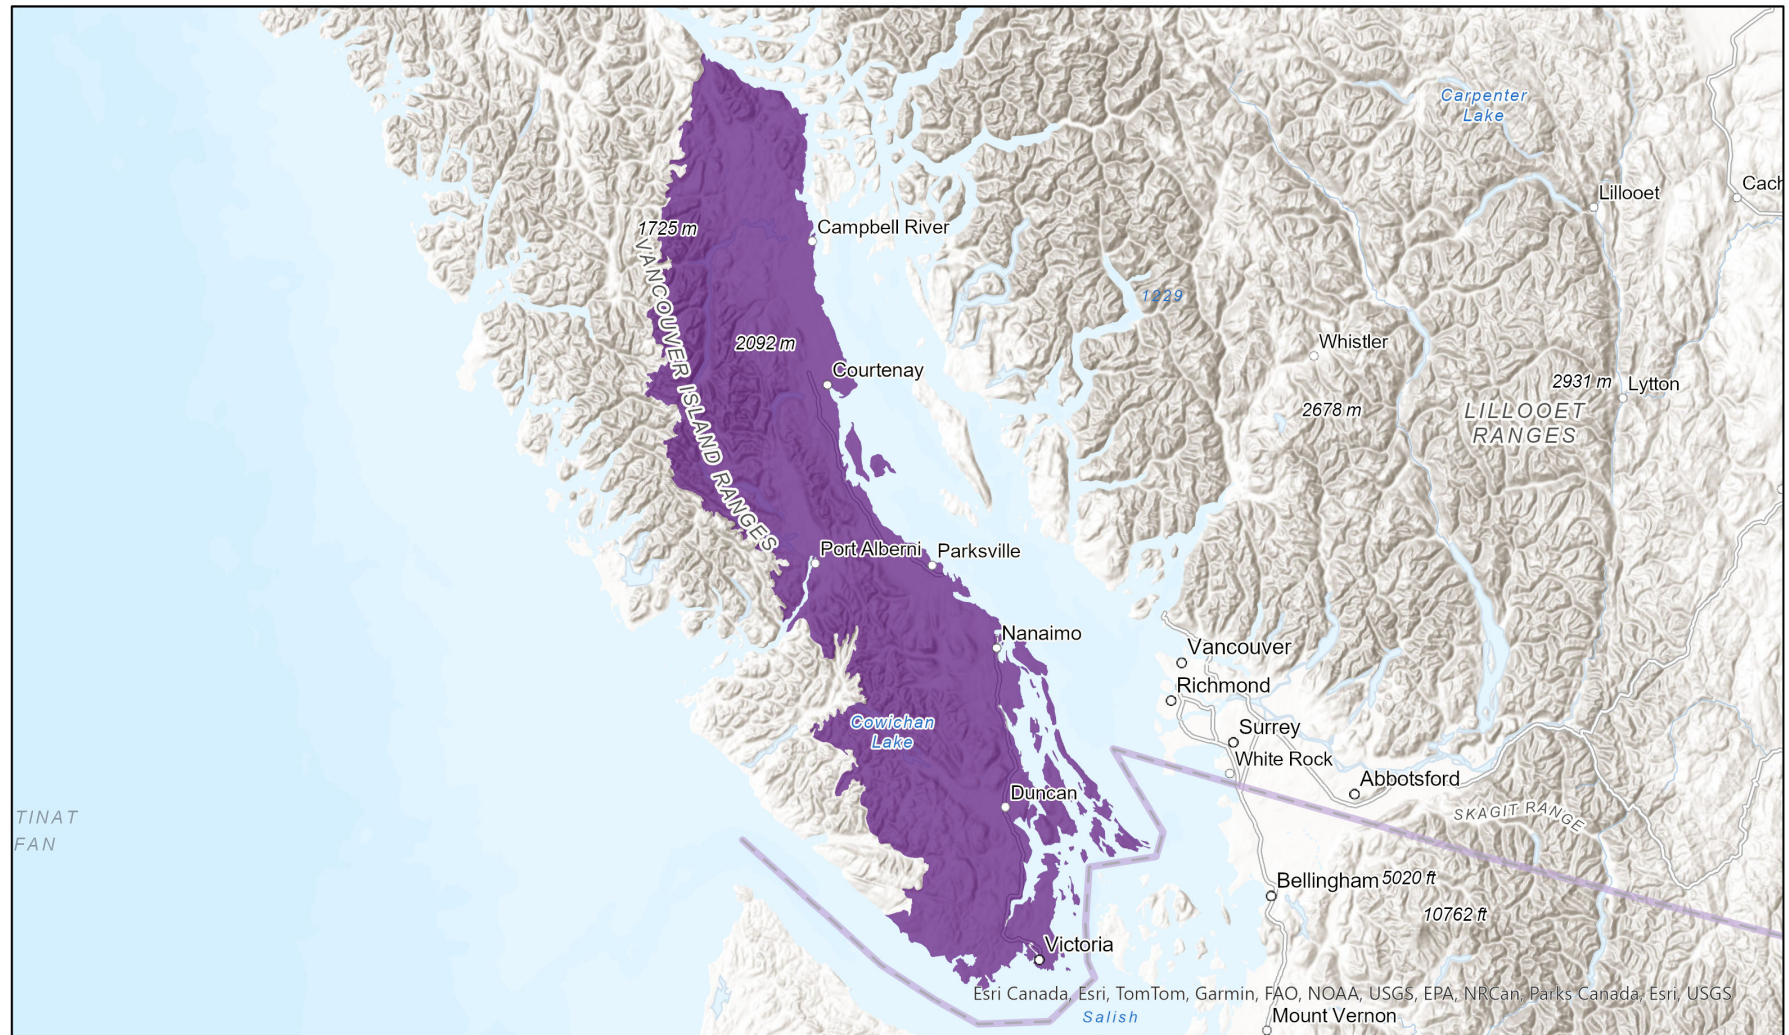 Carpenter
Lake
Lillooet
Cach
1725 m
Campbell River
VANCOUVER ISLAND RANGES
1229
2092 m
Whistler
Courtenay
2931 m
Lytton
2678 m
LILLOOET
RANGES
Port Alberni
Parksville
Nanaimo
Vancouver
Richmond
Cowichan
Lake
Surrey
White Rock
Abbotsford
Duncan
SKAGIT RANGE
TINAT
FAN
Bellingham
5020 ft
10762 ft
Victoria
Esri Canada, Esri, TomTom, Garmin, FAO, NOAA, USGS, EPA, NRCan, Parks Canada, Esri, USGS
Salish
Mount Vernon